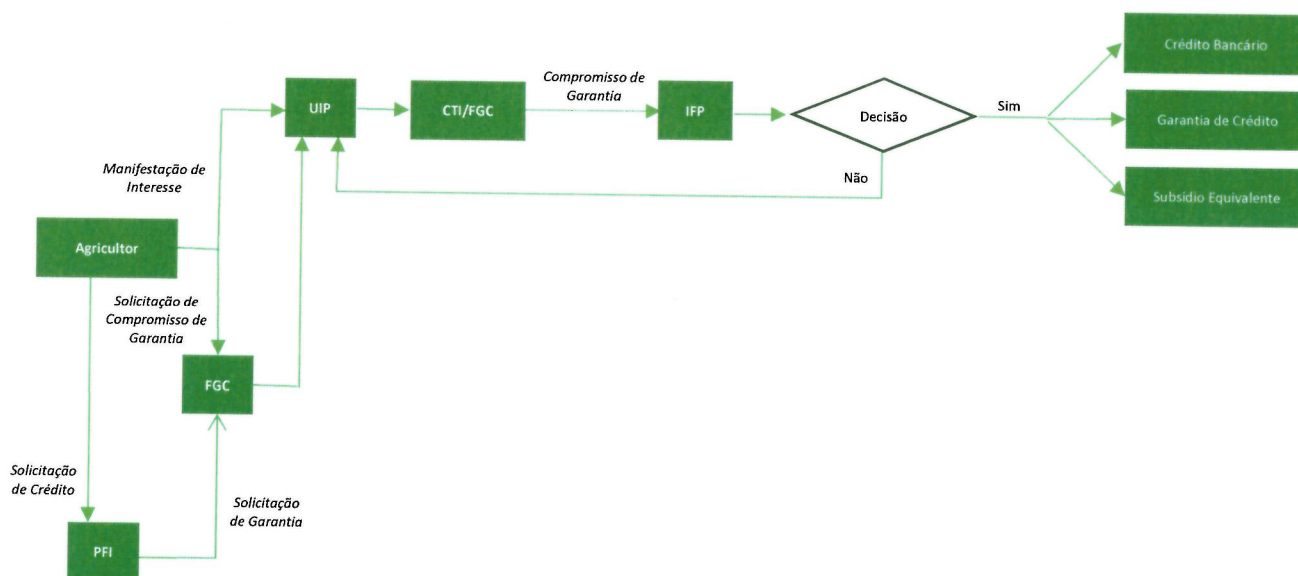 Crédito Bancário
Compromisso de
Garantia
UIP
CTI/FGC
IFP
Decisão
Sim
Garantia de Crédito
Manifestação de
Interesse
Não
Subsídio Equivalente
Agricultor
Solicitação de
Compromisso de
Garantia
FGC
Solicitação
de Crédito
Solicitação
de Garantia
PFI